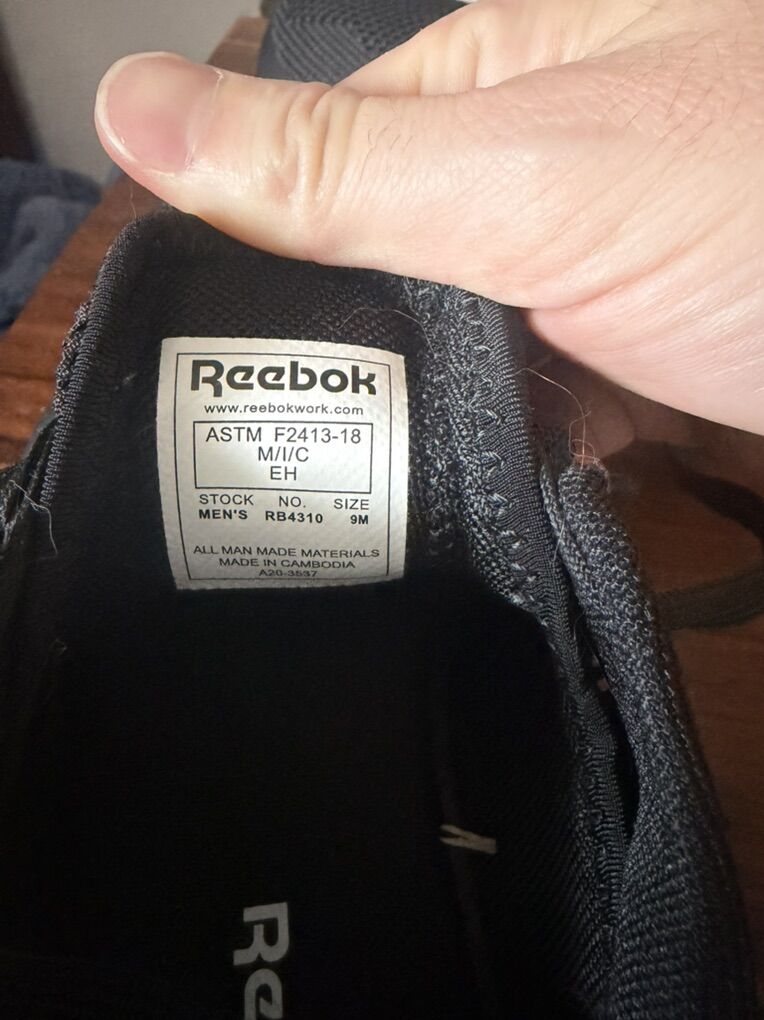 Reebok
www.reebokwork.com
ASTM F2413-18
M/I/C
EH
STOCK NO. SIZE
MEN'S RB4310 9M
ALL MAN MADE MATERIALS
MADE IN CAMBODIA
A20-3537
Re